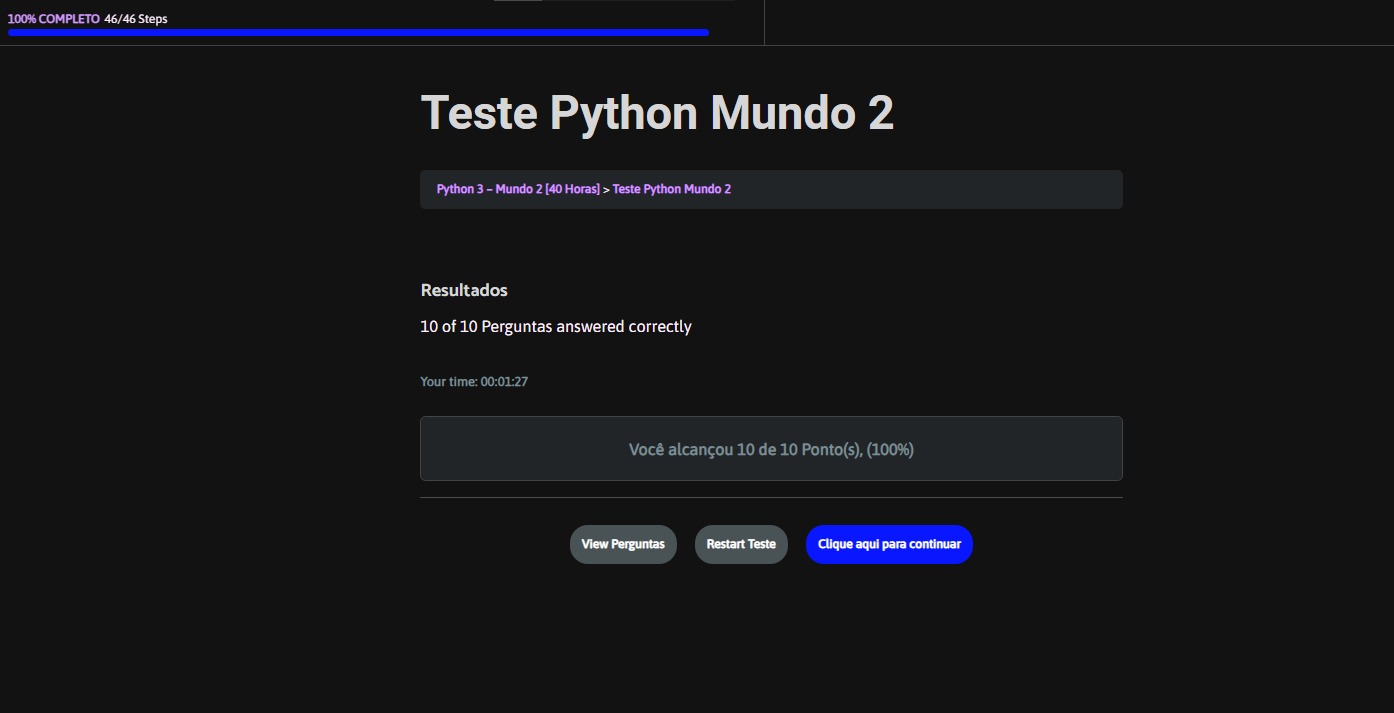 100% COMPLETO 46/46 Steps
Teste Python Mundo 2
Python 3 – Mundo 2 [40 Horas] > Teste Python Mundo 2
Resultados
10 of 10 Perguntas answered correctly
Your time: 00:01:27
Você alcançou 10 de 10 Ponto(s), (100%)
View Perguntas Restart Teste Clique aqui para continuar